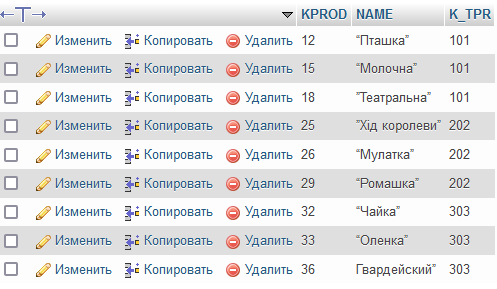 KPROD NAME K_TPR
Изменить Копировать Удалить 12 “Пташка” 101
Изменить Копировать Удалить 15 “Молочна” 101
Изменить Копировать Удалить 18 ”Театральна” 101
Изменить Копировать Удалить 25 ”Хід королеви” 202
Изменить Копировать Удалить 26 “Мулатка” 202
Изменить Копировать Удалить 29 ”Ромашка” 202
Изменить Копировать Удалить 32 “Чайка” 303
Изменить Копировать Удалить 33 “Оленка” 303
Изменить Копировать Удалить 36 Гвардейский” 303